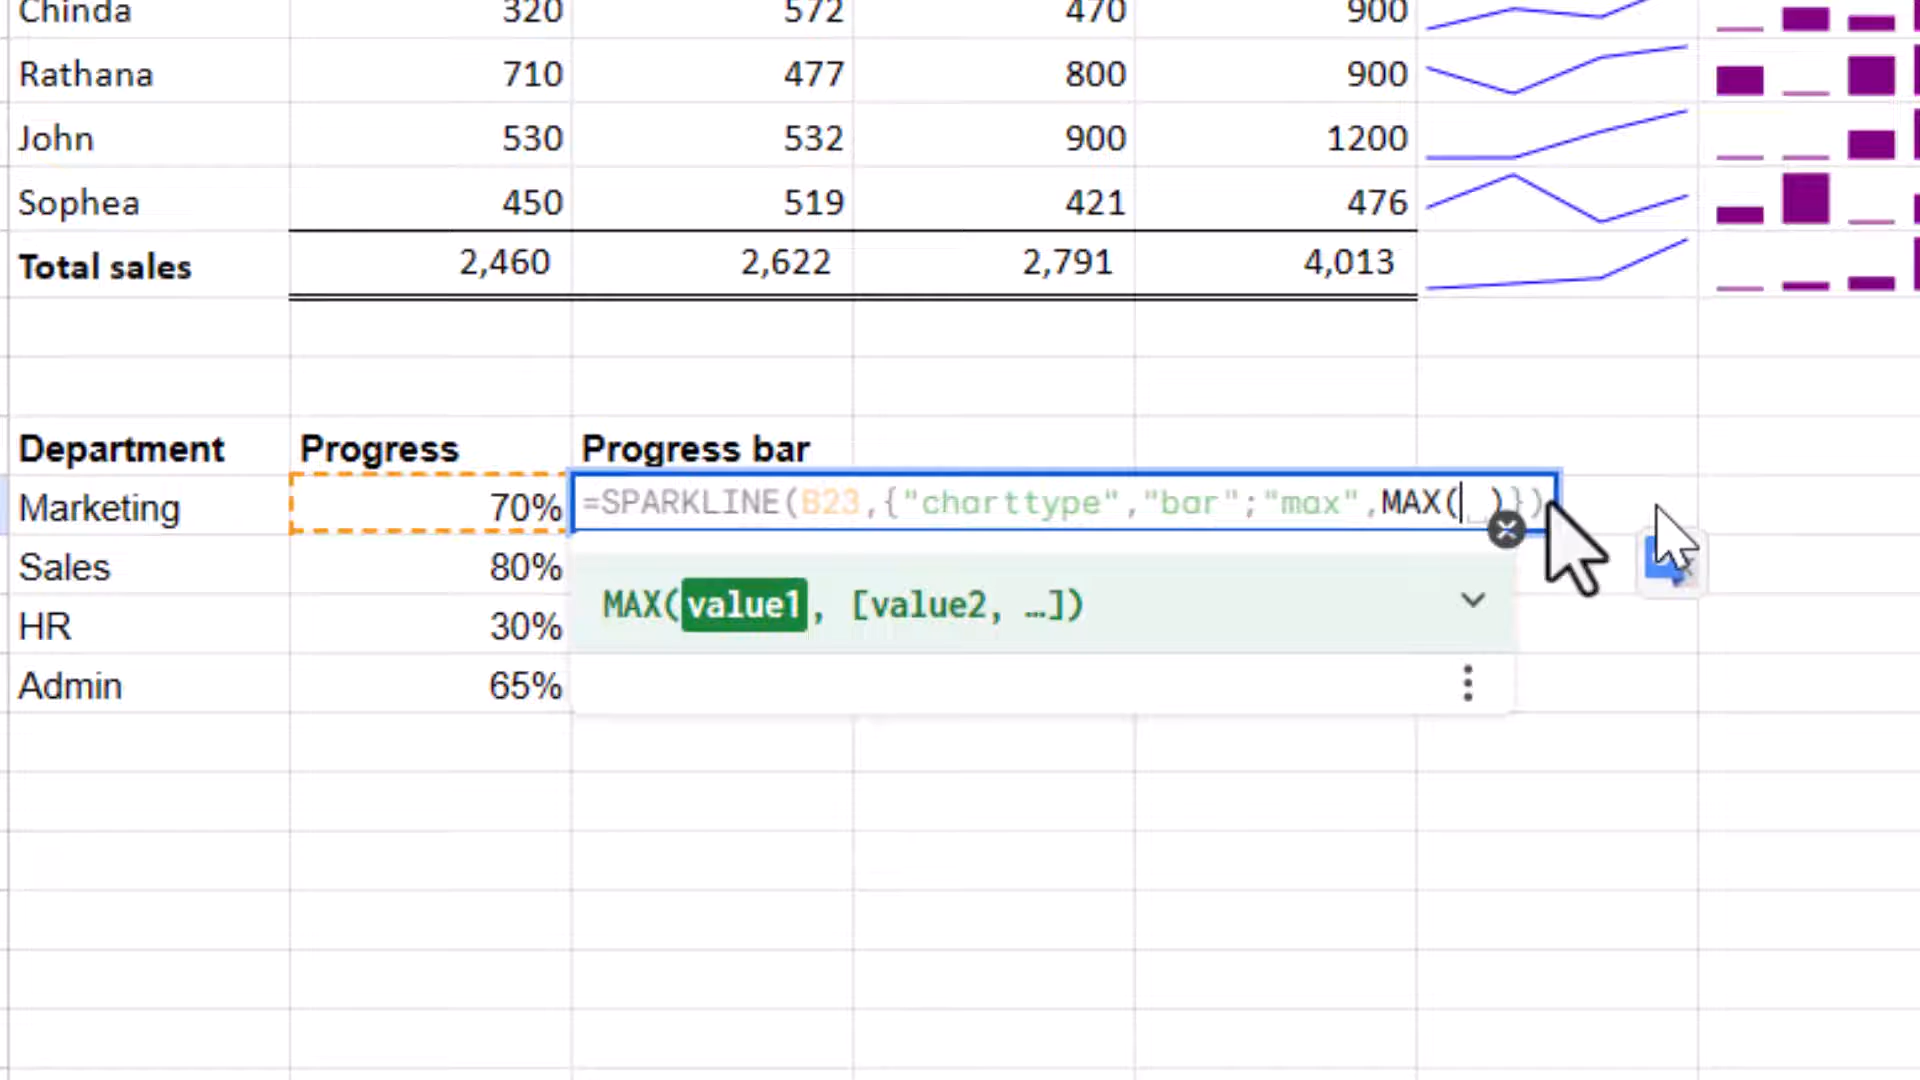 Chinda 320 572 470 900
Rathana 710 477 800 900
John 530 532 900 1200
Sophea 450 519 421 476
Total sales 2,460 2,622 2,791 4,013
Department Progress Progress bar
Marketing 70% =SPARKLINE(B23,{"charttype","bar";"max",MAX( )})
Sales 80%
MAX(value1, [value2, …])
HR 30%
Admin 65%